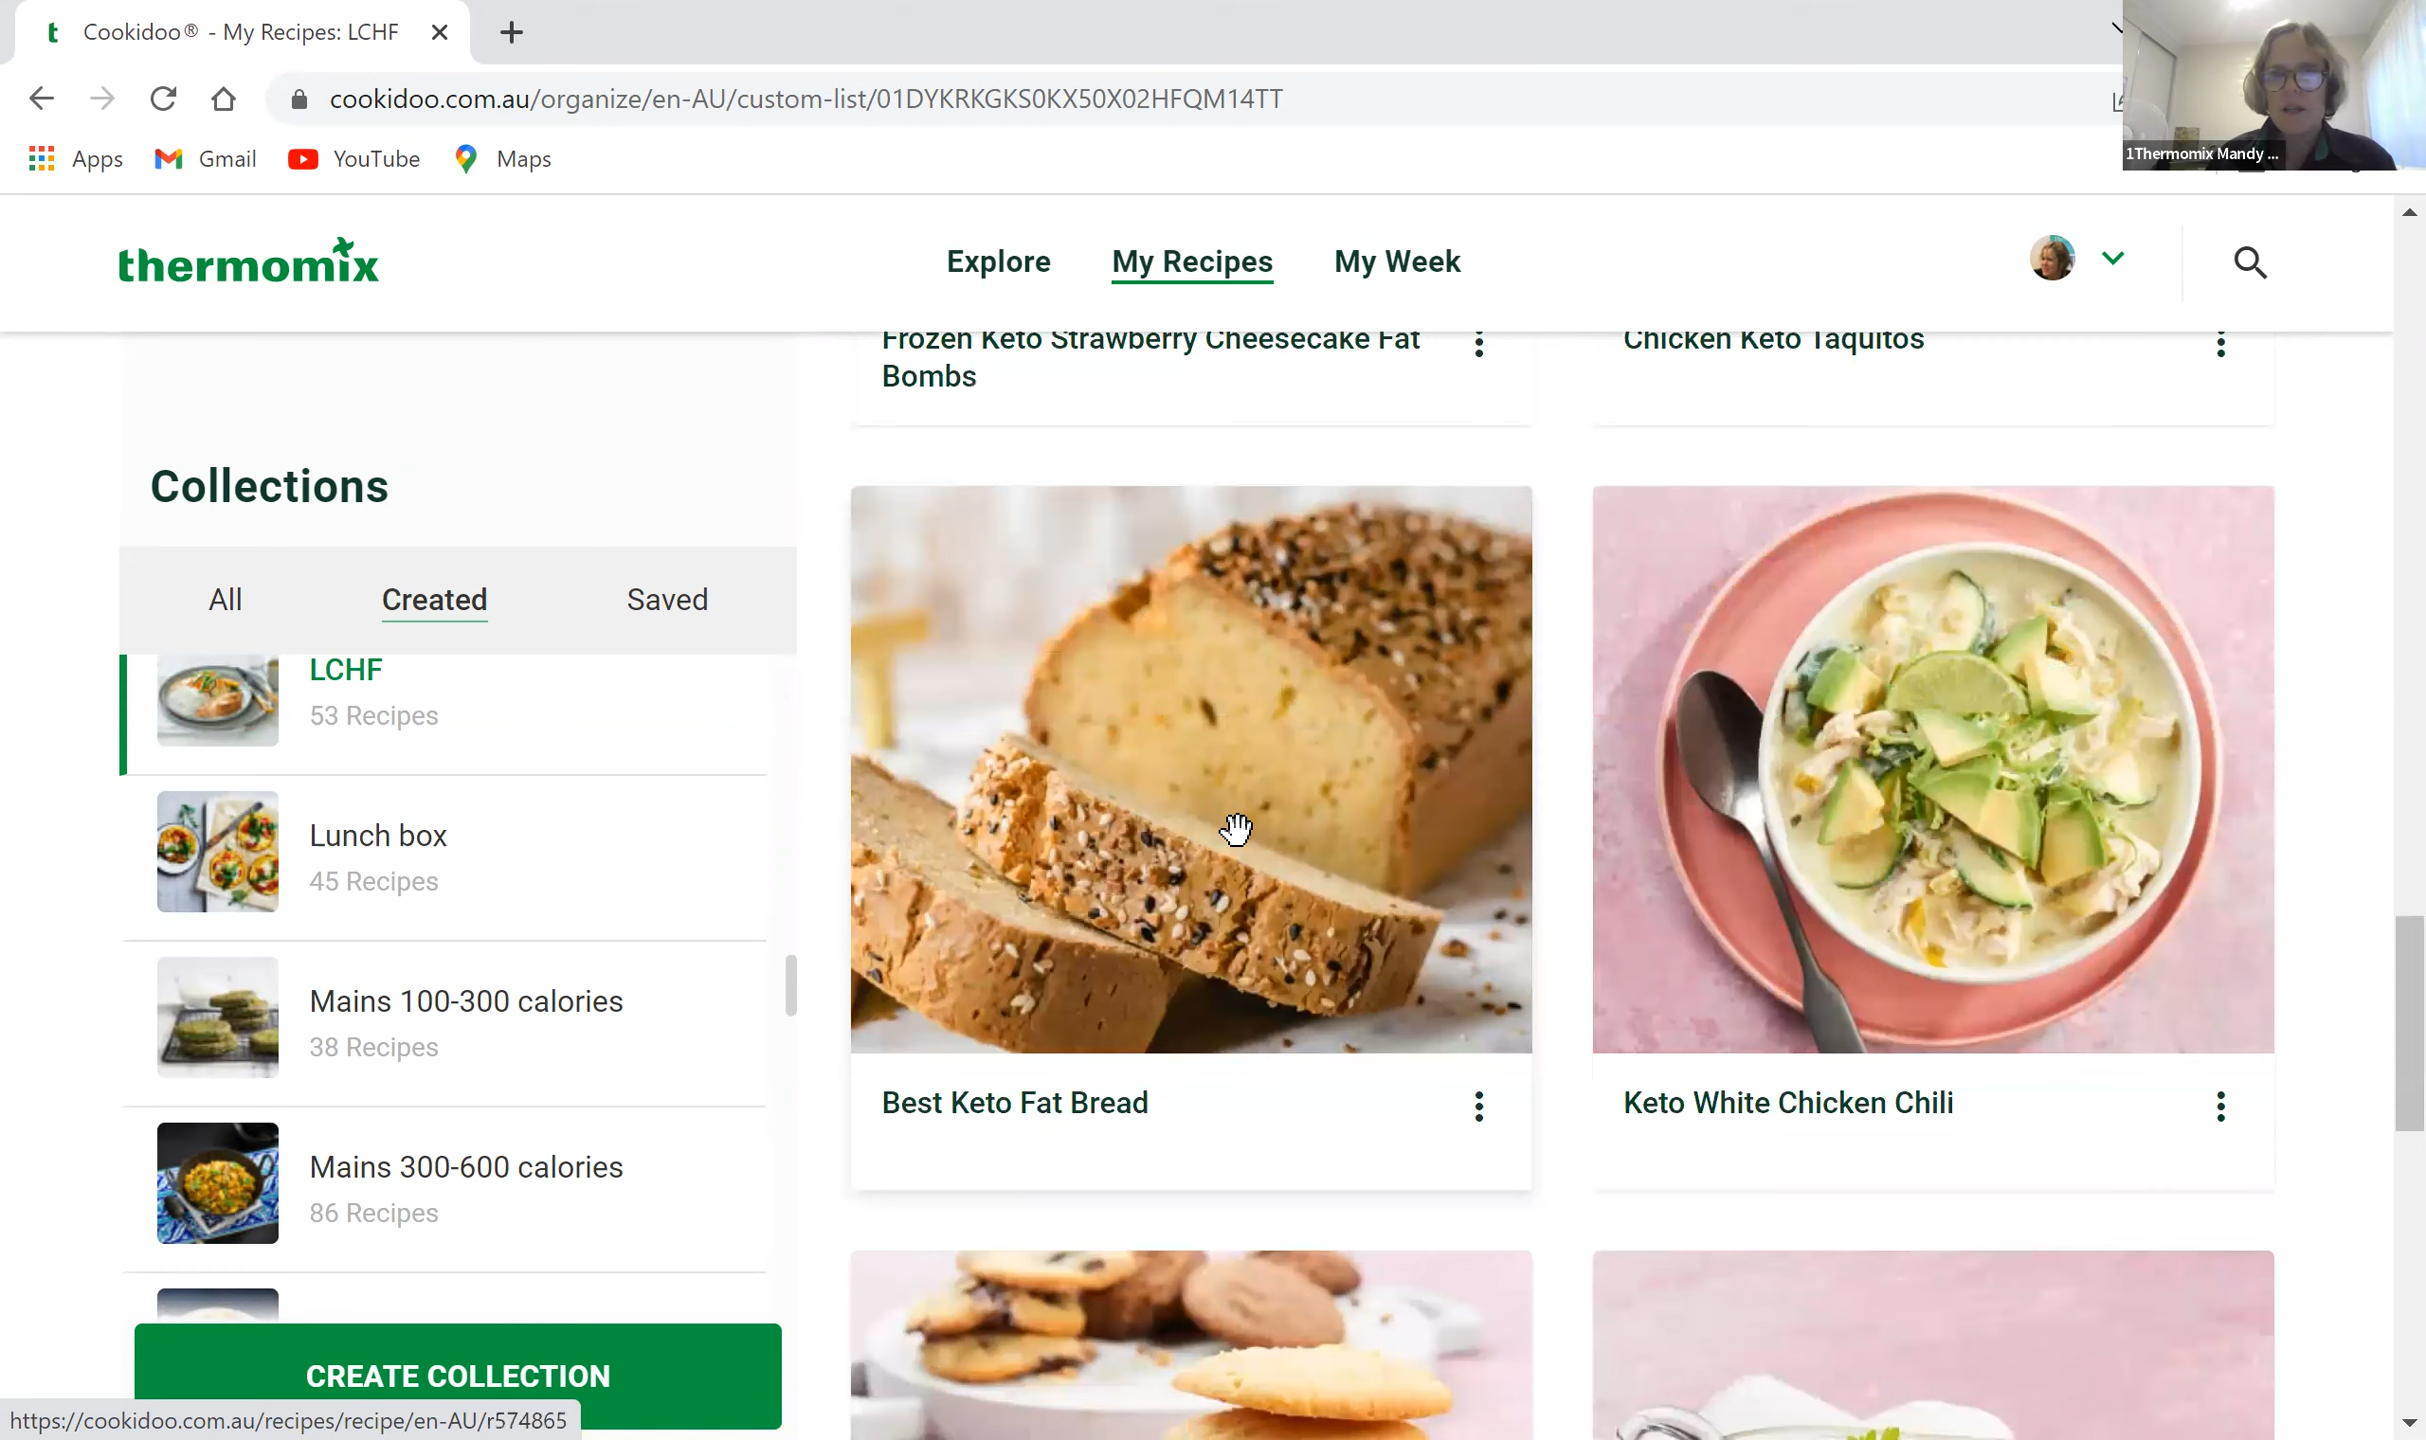 Cookidoo® - My Recipes: LCHF
cookidoo.com.au/organize/en-AU/custom-list/01DYKRKGKS0KX50X02HFQM14TT
Apps
Gmail
YouTube
Maps
1Thermomix Mandy ...
thermomix
Explore
My Recipes
My Week
Frozen Keto Strawberry Cheesecake Fat
Bombs
Chicken Keto Taquitos
Collections
All
Created
Saved
LCHF
53 Recipes
Lunch box
45 Recipes
Mains 100-300 calories
38 Recipes
Mains 300-600 calories
86 Recipes
Best Keto Fat Bread
Keto White Chicken Chili
CREATE COLLECTION
https://cookidoo.com.au/recipes/recipe/en-AU/r574865